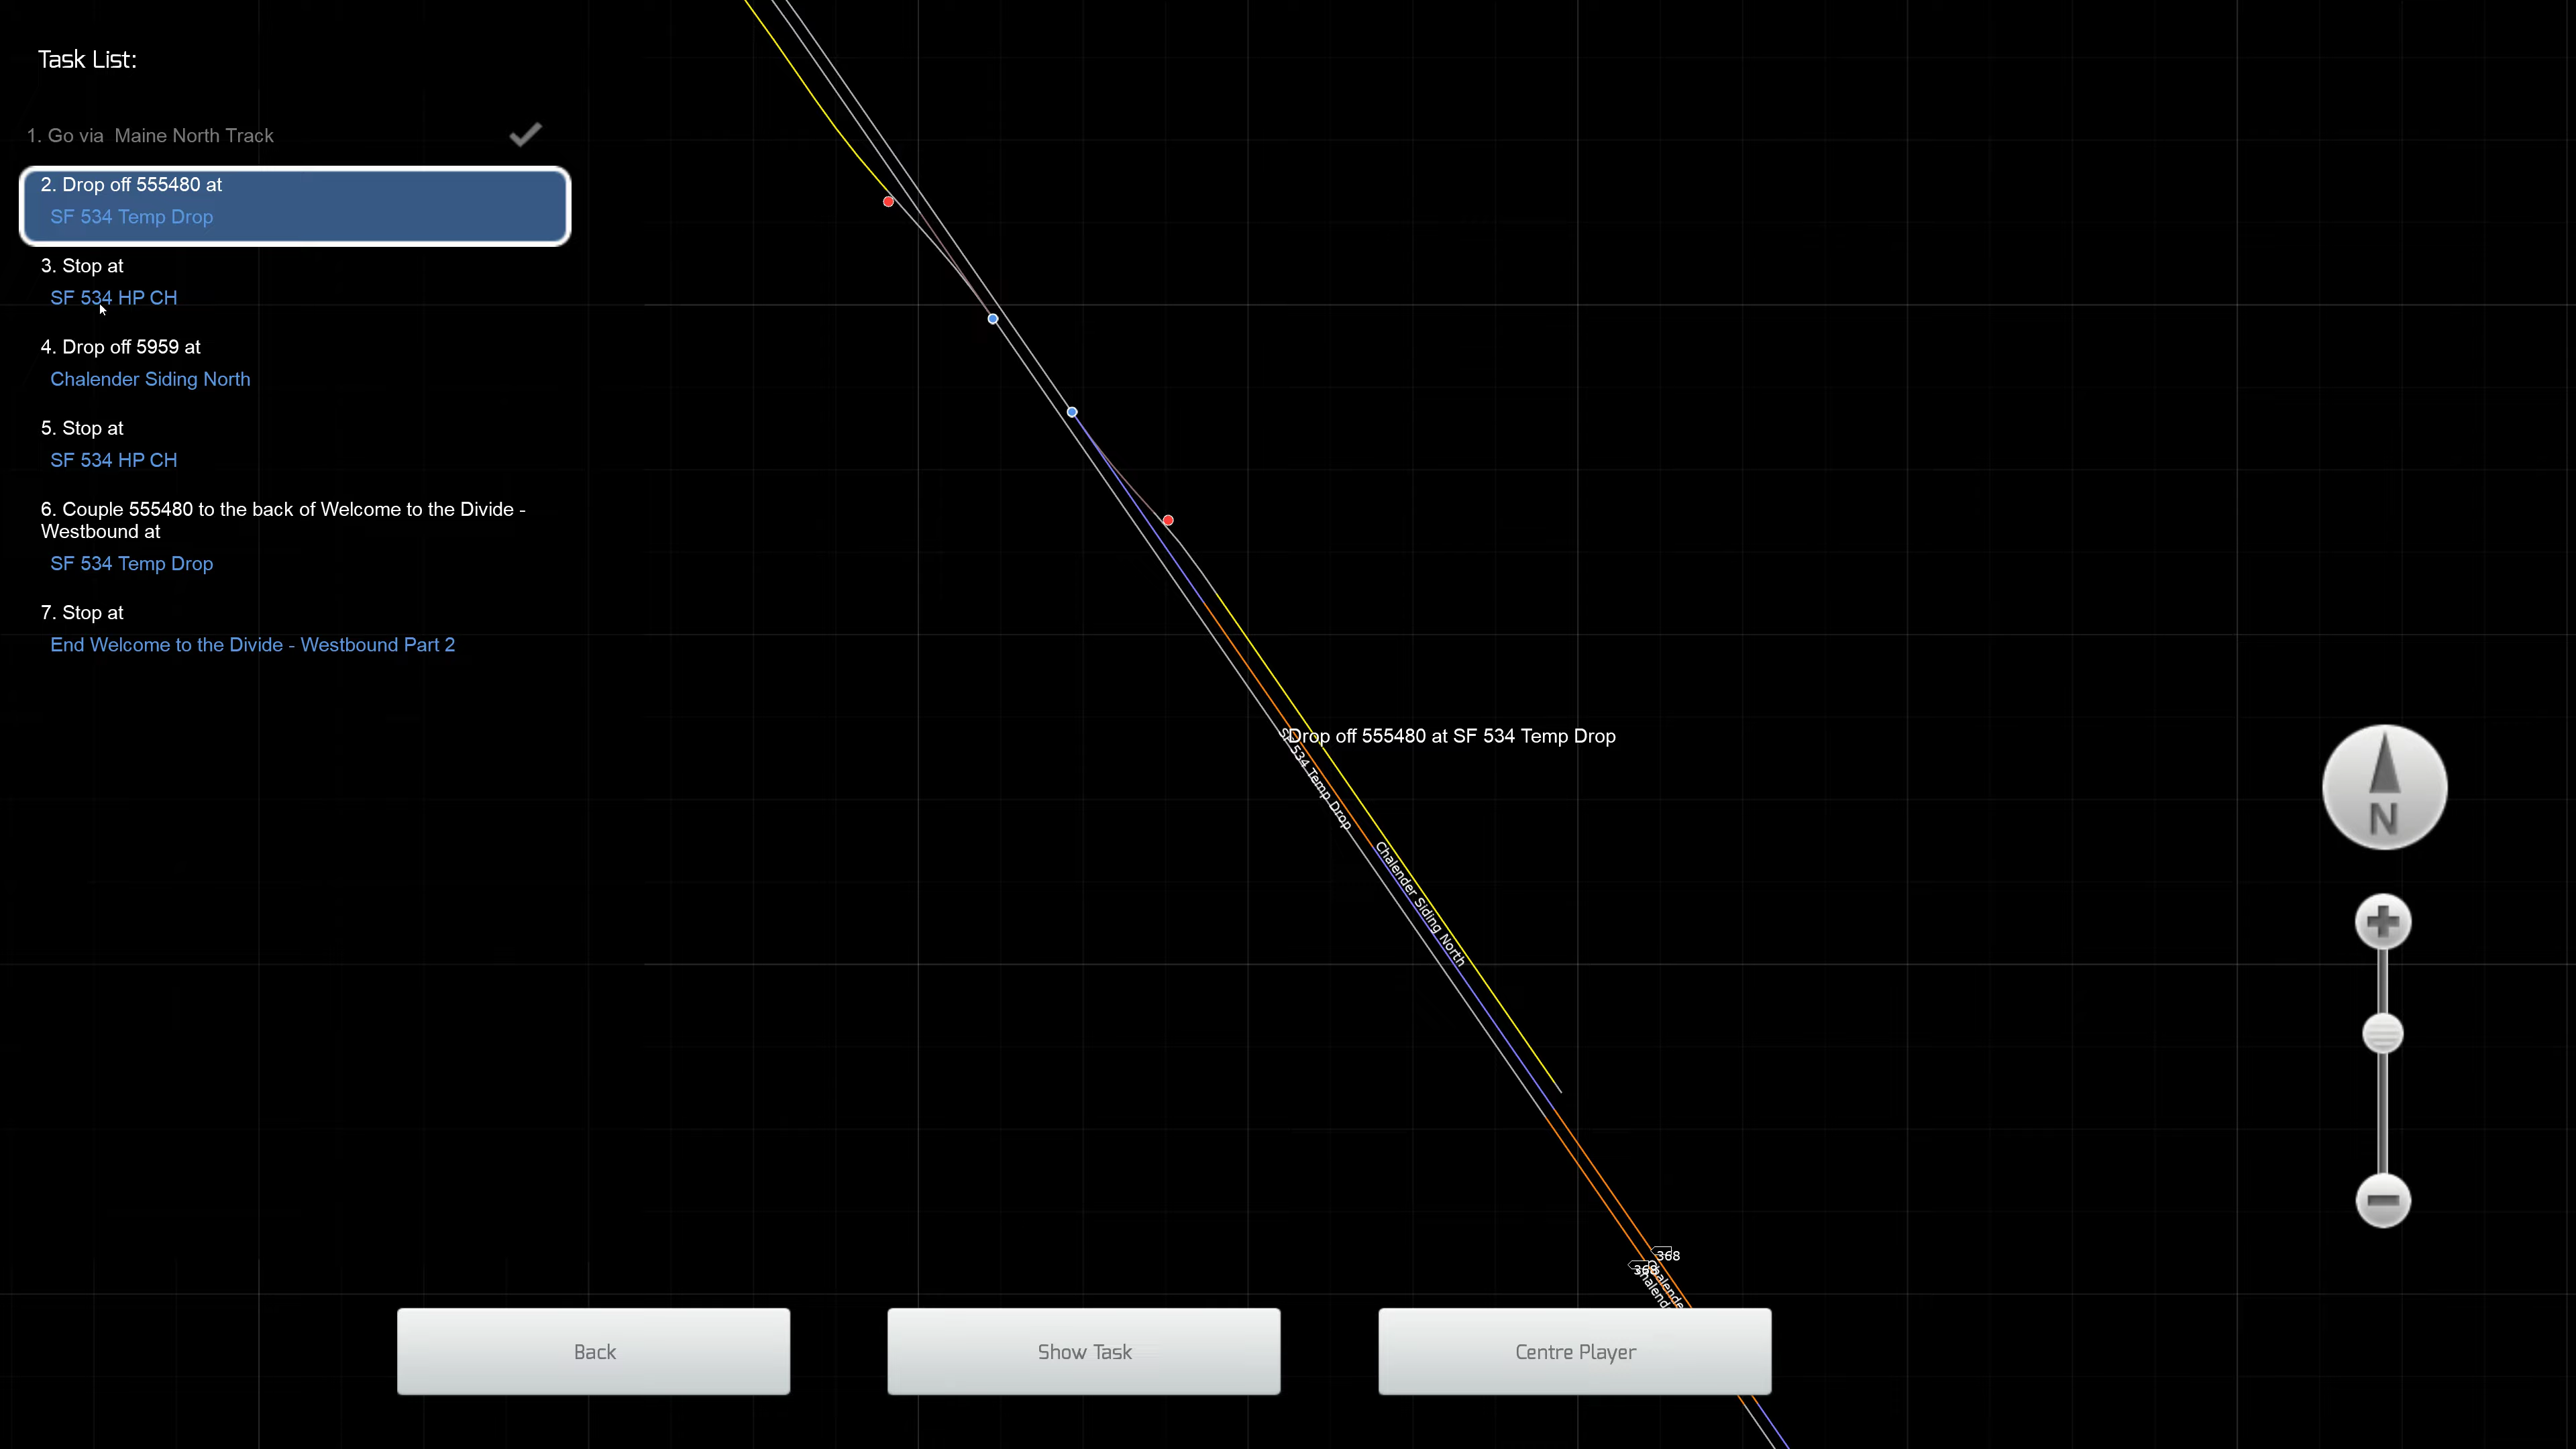 Task List:
1. Go via  Maine North Track
2. Drop off 555480 at
SF 534 Temp Drop
3. Stop at
SF 534 HP CH
4. Drop off 5959 at
Chalender Siding North
5. Stop at
SF 534 HP CH
6. Couple 555480 to the back of Welcome to the Divide -
Westbound at
SF 534 Temp Drop
7. Stop at
End Welcome to the Divide - Westbound Part 2
Drop off 555480 at SF 534 Temp Drop
SF 534 Temp Drop
Chalender Siding North
N
368
368
Back
Show Task
Centre Player